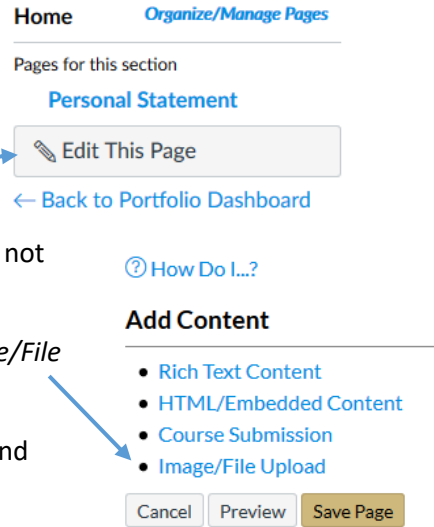 Home Organize/Manage Pages
Pages for this section
Personal Statement
Edit This Page
← Back to Portfolio Dashboard
not
? How Do I...?
Add Content
e/File
• Rich Text Content
• HTML/Embedded Content
• Course Submission
nd
• Image/File Upload
Cancel Preview Save Page